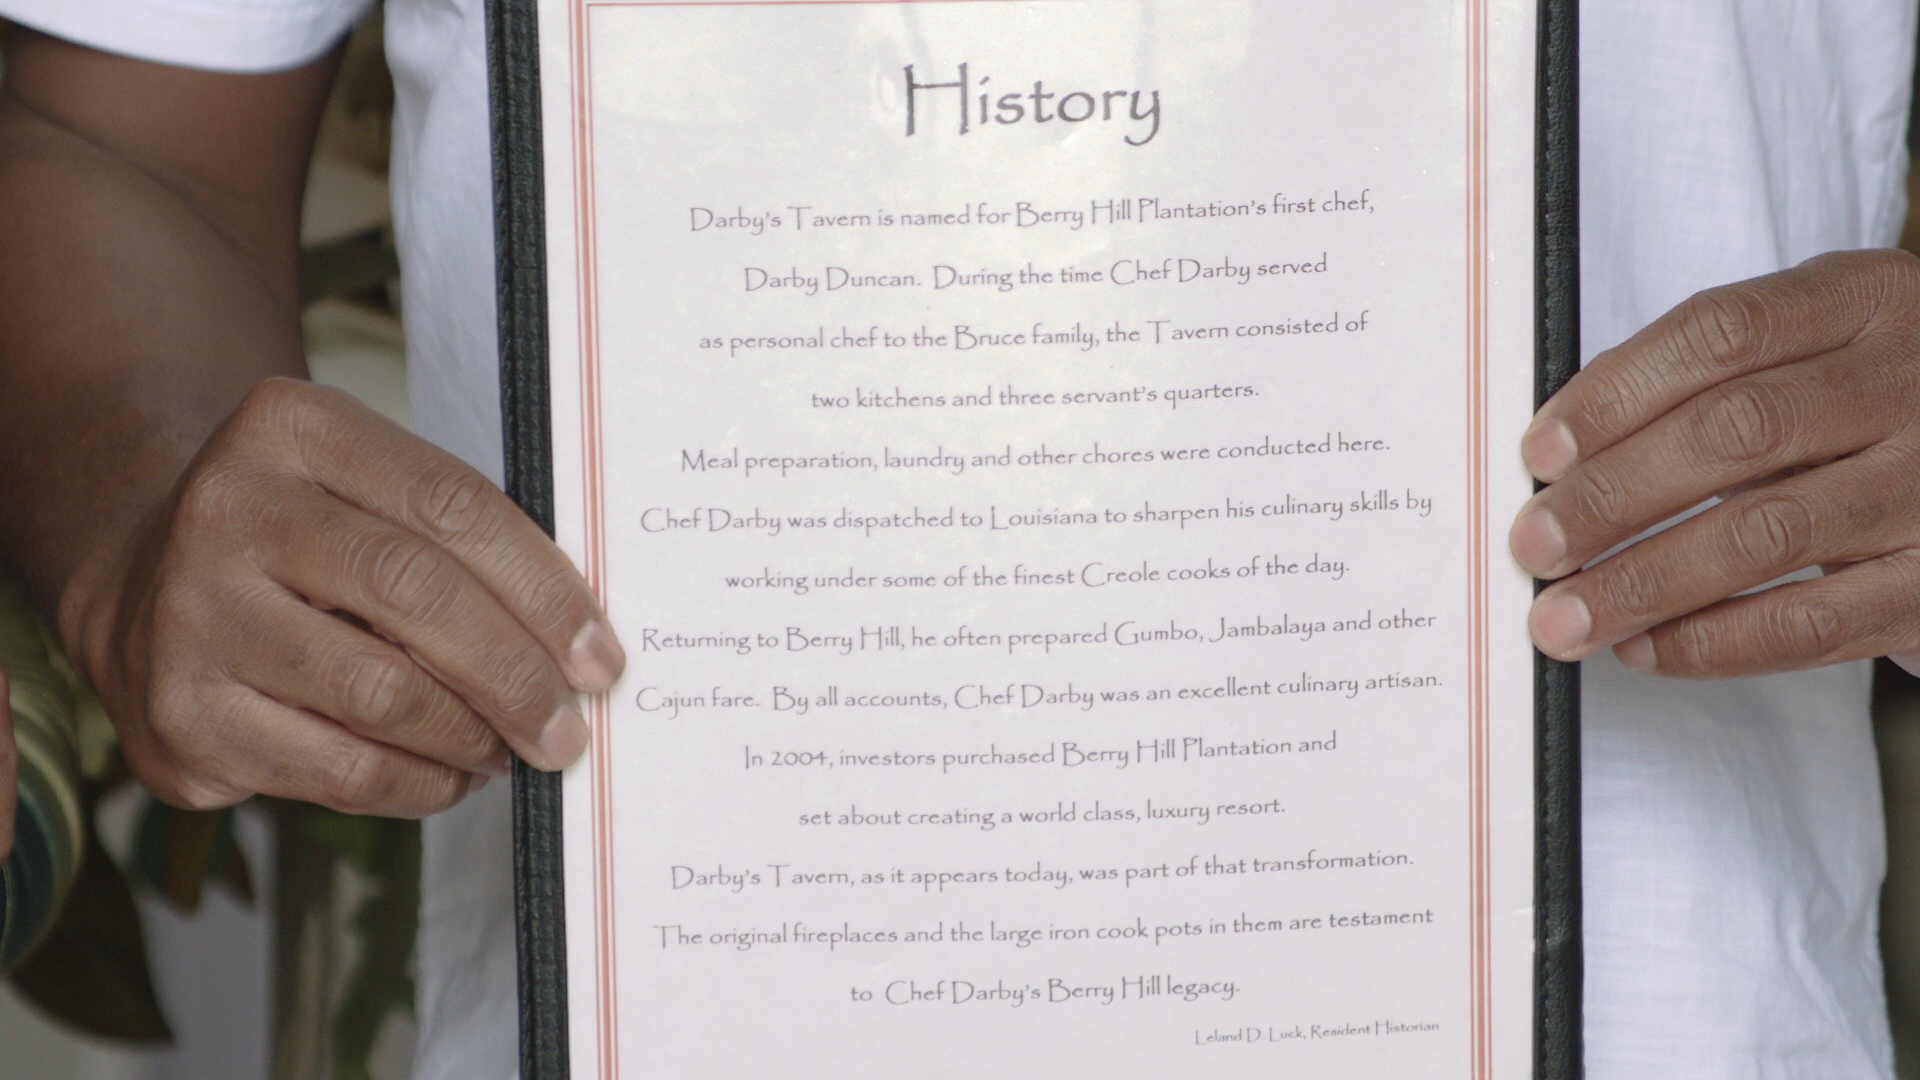 History
Darby's Tavern is named for Berry Hill Plantation's first chef,
Darby Duncan. During the time Chef Darby served
as personal chef to the Bruce family, the Tavern consisted of
two kitchens and three servant's quarters.
Meal preparation, laundry and other chores were conducted here.
Chef Darby was dispatched to Louisiana to sharpen his culinary skills by
working under some of the finest Creole cooks of the day.
Returning to Berry Hill, he often prepared Gumbo, Jambalaya and other
Cajun fare. By all accounts, Chef Darby was an excellent culinary artisan.
In 2004, investors purchased Berry Hill Plantation and
set about creating a world class, luxury resort.
Darby's Tavern, as it appears today, was part of that transformation.
The original fireplaces and the large iron cook pots in them are testament
to Chef Darby's Berry Hill legacy.
Leland D. Luck, Resident Historian